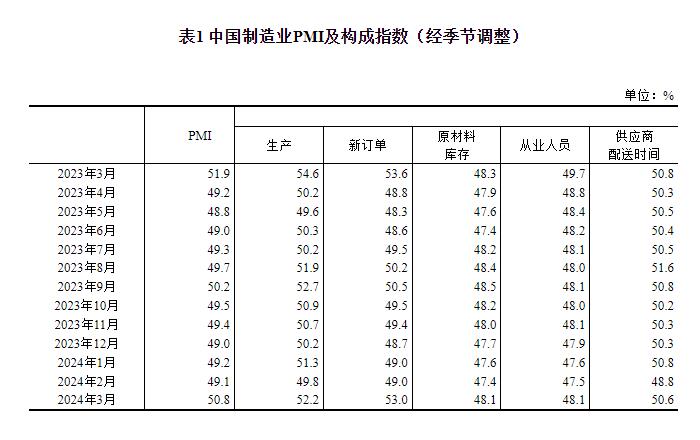 表1 中国制造业PMI及构成指数（经季节调整）
单位：%
PMI 生产 新订单 原材料库存 从业人员 供应商配送时间
2023年3月 51.9 54.6 53.6 48.3 49.7 50.8
2023年4月 49.2 50.2 48.8 47.9 48.8 50.3
2023年5月 48.8 49.6 48.3 47.6 48.4 50.5
2023年6月 49.0 50.3 48.6 47.4 48.2 50.4
2023年7月 49.3 50.2 49.5 48.2 48.1 50.5
2023年8月 49.7 51.9 50.2 48.4 48.0 51.6
2023年9月 50.2 52.7 50.5 48.5 48.1 50.8
2023年10月 49.5 50.9 49.5 48.2 48.0 50.2
2023年11月 49.4 50.7 49.4 48.0 48.1 50.3
2023年12月 49.0 50.2 48.7 47.7 47.9 50.3
2024年1月 49.2 51.3 49.0 47.6 47.6 50.8
2024年2月 49.1 49.8 49.0 47.4 47.5 48.8
2024年3月 50.8 52.2 53.0 48.1 48.1 50.6